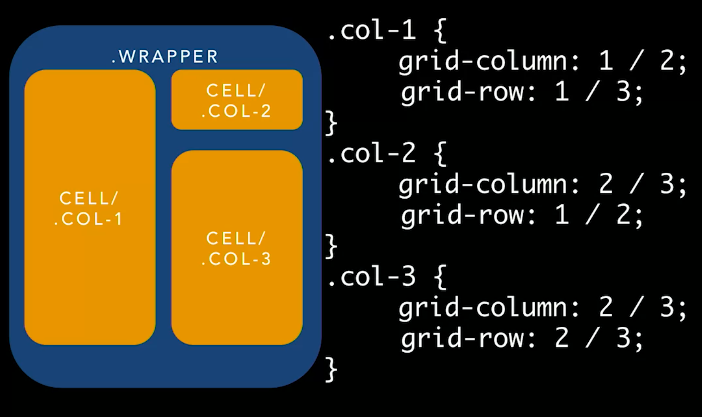 .WRAPPER
CELL/
.COL-1
CELL/
.COL-2
CELL/
.COL-3
.col-1 {
grid-column: 1 / 2;
grid-row: 1 / 3;
}
.col-2 {
grid-column: 2 / 3;
grid-row: 1 / 2;
}
.col-3 {
grid-column: 2 / 3;
grid-row: 2 / 3;
}